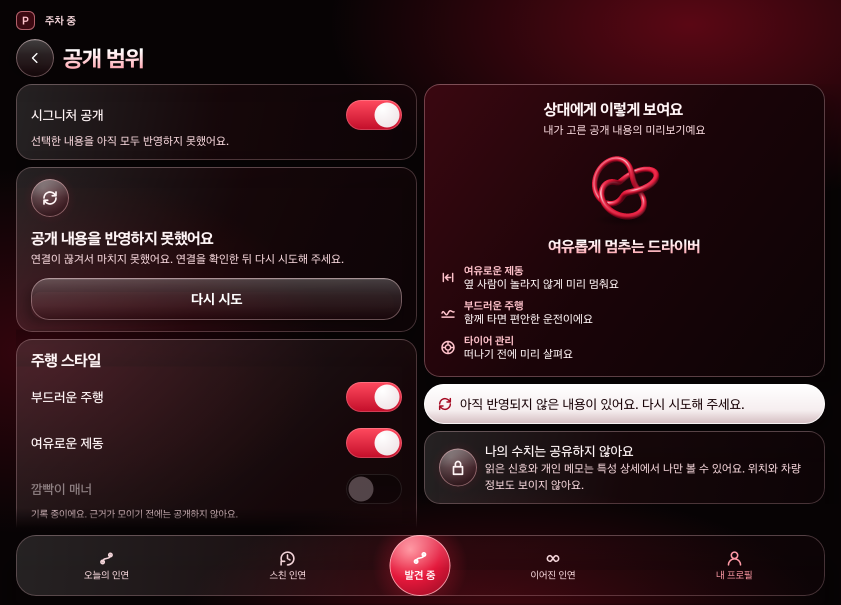 P 주차 중
공개 범위
시그니처 공개
선택한 내용을 아직 모두 반영하지 못했어요.
공개 내용을 반영하지 못했어요
연결이 끊겨서 마치지 못했어요. 연결을 확인한 뒤 다시 시도해 주세요.
다시 시도
주행 스타일
부드러운 주행
여유로운 제동
깜빡이 매너
기록 중이에요. 근거가 모이기 전에는 공개하지 않아요.
상대에게 이렇게 보여요
내가 고른 공개 내용의 미리보기예요
여유롭게 멈추는 드라이버
여유로운 제동
옆 사람이 놀라지 않게 미리 멈춰요
부드러운 주행
함께 타면 편안한 운전이에요
타이어 관리
떠나기 전에 미리 살펴요
아직 반영되지 않은 내용이 있어요. 다시 시도해 주세요.
나의 수치는 공유하지 않아요
읽은 신호와 개인 메모는 특성 상세에서 나만 볼 수 있어요. 위치와 차량
정보도 보이지 않아요.
오늘의 인연
스친 인연
발견 중
이어진 인연
내 프로필